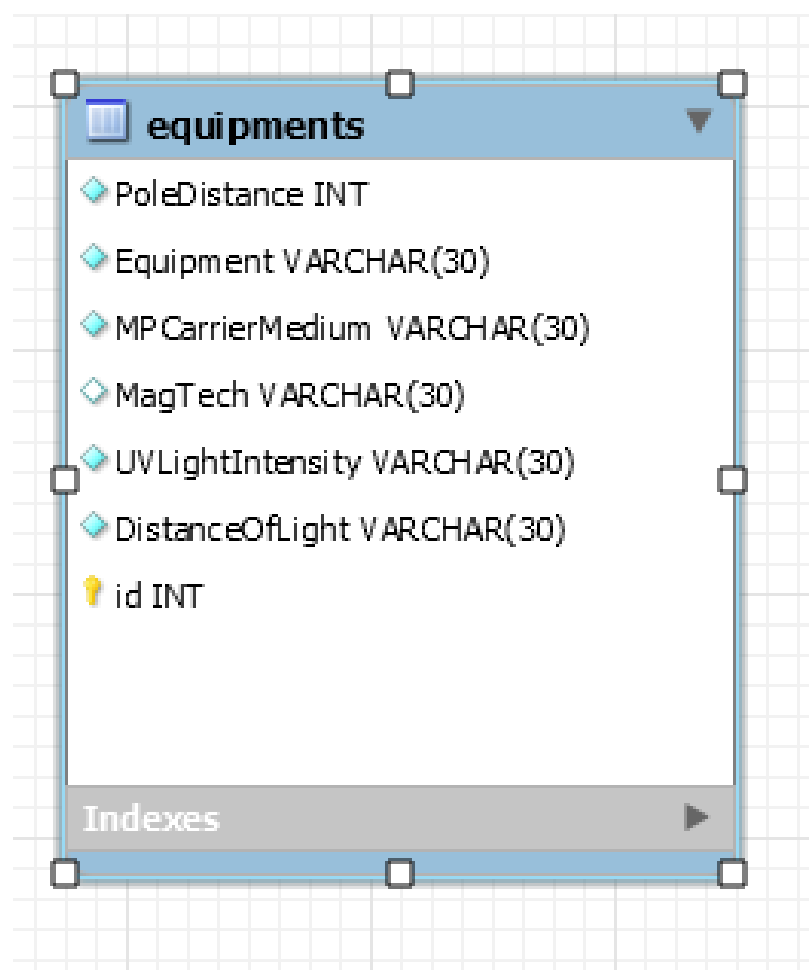 equipments
PoleDistance INT
Equipment VARCHAR(30)
MPCarrierMedium VARCHAR(30)
MagTech VARCHAR(30)
UVLightIntensity VARCHAR(30)
DistanceOfLight VARCHAR(30)
id INT
Indexes